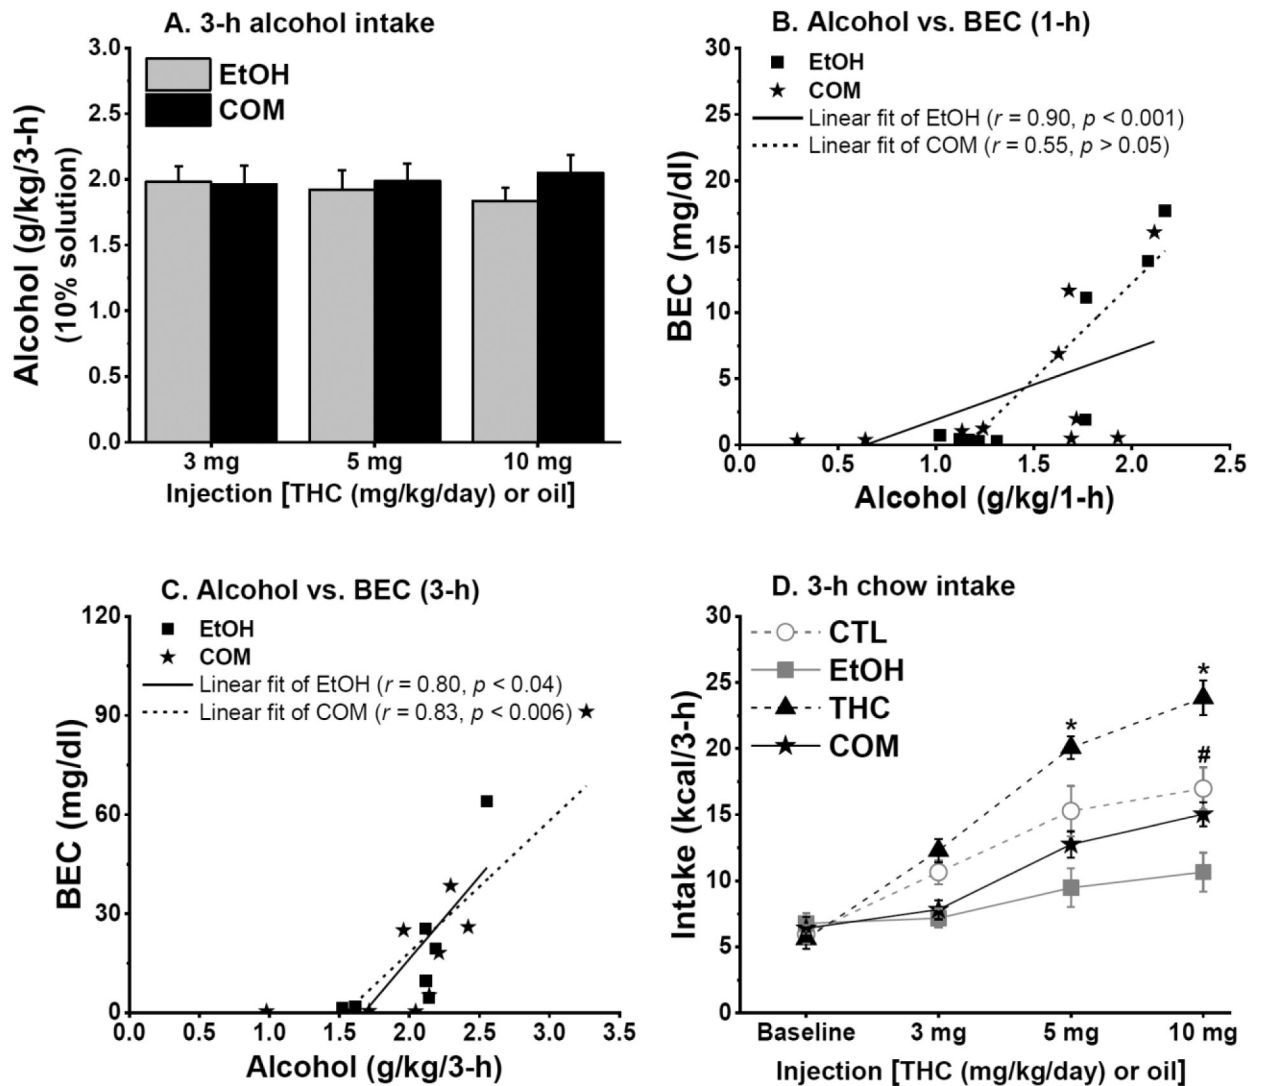 A. 3-h alcohol intake
3.0
2.5
2.0
1.5
1.0
0.5
0.0
Alcohol (g/kg/3-h)
(10% solution)
EtOH
COM
3 mg 5 mg 10 mg
Injection [THC (mg/kg/day) or oil]
B. Alcohol vs. BEC (1-h)
30
25
20
15
10
5
0
BEC (mg/dl)
EtOH
COM
Linear fit of EtOH (r = 0.90, p < 0.001)
Linear fit of COM (r = 0.55, p > 0.05)
0.0 0.5 1.0 1.5 2.0 2.5
Alcohol (g/kg/1-h)
C. Alcohol vs. BEC (3-h)
120
90
60
30
0
BEC (mg/dl)
EtOH
COM
Linear fit of EtOH (r = 0.80, p < 0.04)
Linear fit of COM (r = 0.83, p < 0.006)
0.0 0.5 1.0 1.5 2.0 2.5 3.0 3.5
Alcohol (g/kg/3-h)
D. 3-h chow intake
30
25
20
15
10
5
0
Intake (kcal/3-h)
CTL
EtOH
THC
COM
*
*
#
Baseline 3 mg 5 mg 10 mg
Injection [THC (mg/kg/day) or oil]